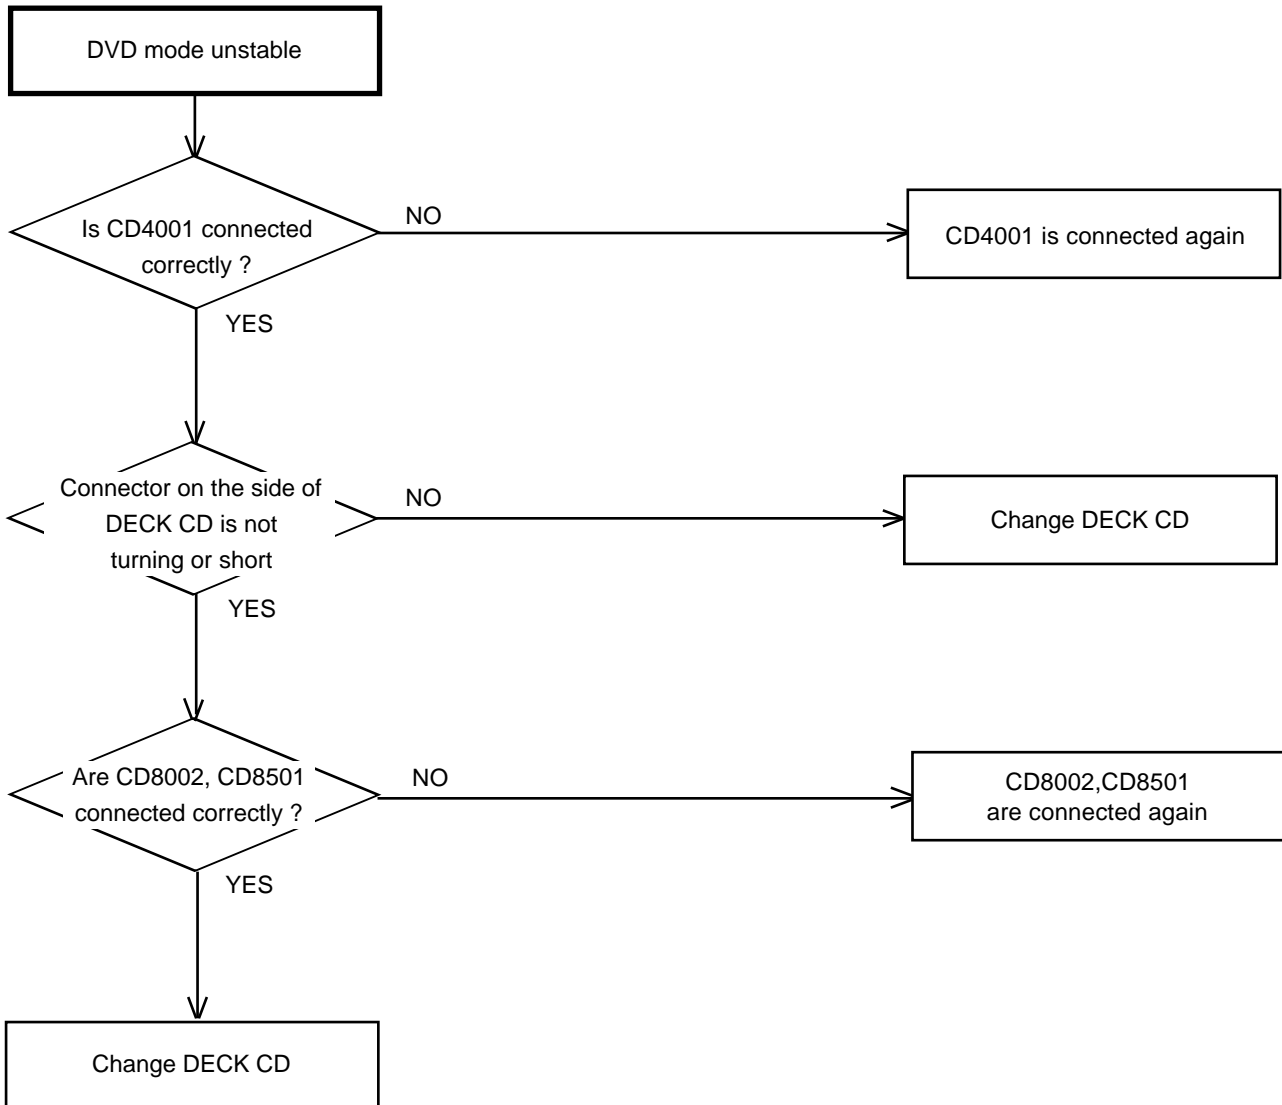 DVD mode unstable
Is CD4001 connected
correctly ?
NO
CD4001 is connected again
YES
Connector on the side of
DECK CD is not
turning or short
NO
Change DECK CD
YES
Are CD8002, CD8501
connected correctly ?
NO
CD8002,CD8501
are connected again
YES
Change DECK CD